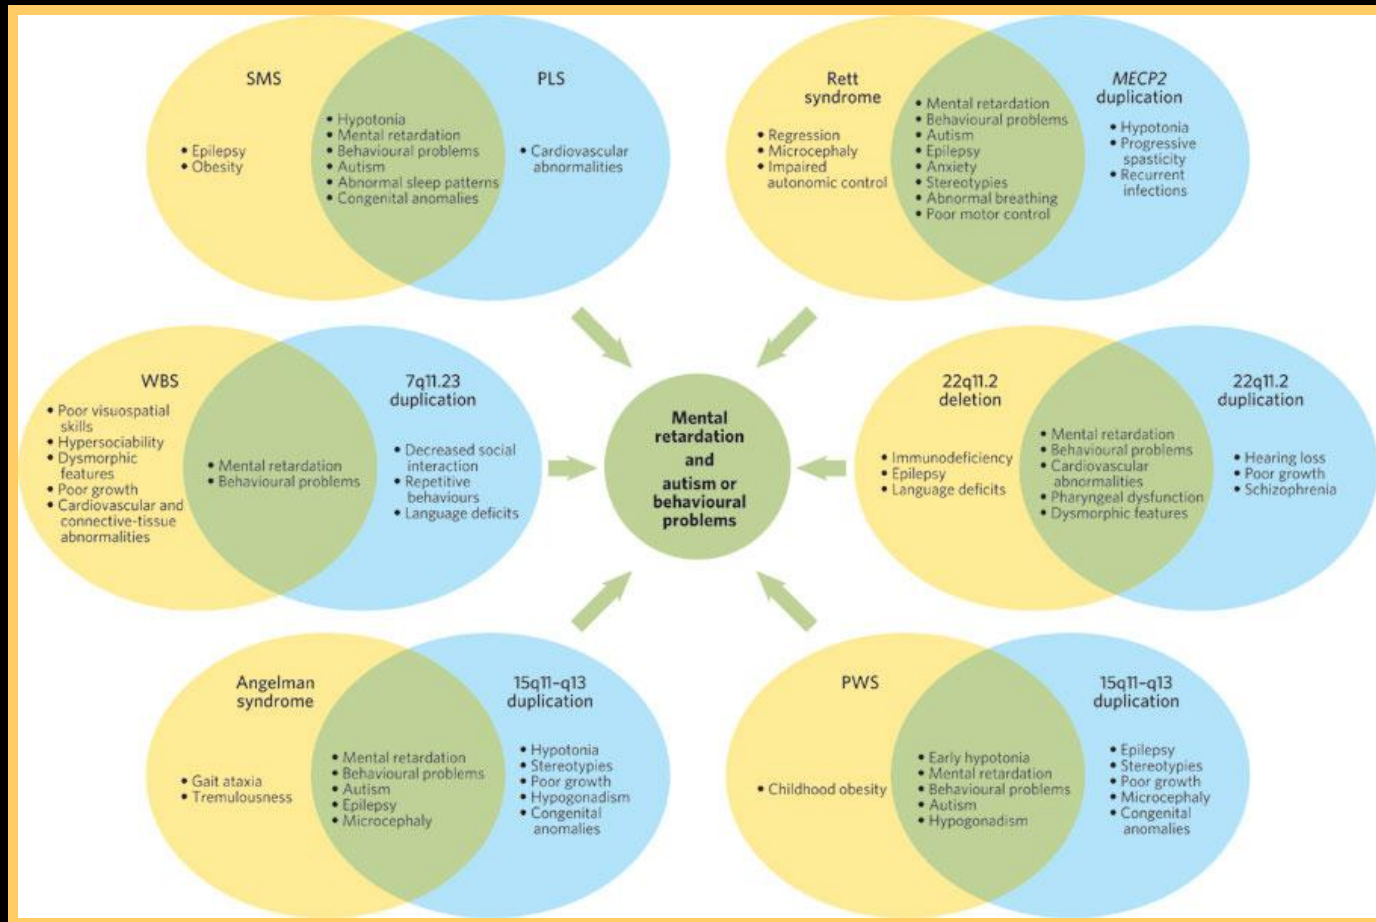 SMS
• Epilepsy
• Obesity
• Hypotonia
• Mental retardation
• Behavioural problems
• Autism
• Abnormal sleep patterns
• Congenital anomalies
PLS
• Cardiovascular
abnormalities
Rett
syndrome
• Regression
• Microcephaly
• Impaired
autonomic control
• Mental retardation
• Behavioural problems
• Autism
• Epilepsy
• Anxiety
• Stereotypies
• Abnormal breathing
• Poor motor control
MECP2
duplication
• Hypotonia
• Progressive
spasticity
• Recurrent
infections
WBS
• Poor visuospatial
skills
• Hypersociability
• Dysmorphic
features
• Poor growth
• Cardiovascular and
connective-tissue
abnormalities
• Mental retardation
• Behavioural problems
7q11.23
duplication
• Decreased social
interaction
• Repetitive
behaviours
• Language deficits
Mental
retardation
and
autism or
behavioural
problems
22q11.2
deletion
• Immunodeficiency
• Epilepsy
• Language deficits
• Mental retardation
• Behavioural problems
• Cardiovascular
abnormalities
• Pharyngeal dysfunction
• Dysmorphic features
22q11.2
duplication
• Hearing loss
• Poor growth
• Schizophrenia
Angelman
syndrome
• Gait ataxia
• Tremulousness
• Mental retardation
• Behavioural problems
• Autism
• Epilepsy
• Microcephaly
15q11–q13
duplication
• Hypotonia
• Stereotypies
• Poor growth
• Hypogonadism
• Congenital
anomalies
PWS
• Childhood obesity
• Early hypotonia
• Mental retardation
• Behavioural problems
• Autism
• Hypogonadism
15q11–q13
duplication
• Epilepsy
• Stereotypies
• Poor growth
• Microcephaly
• Congenital
anomalies